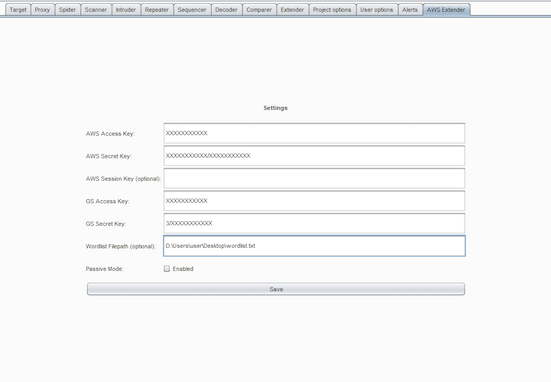 Target Proxy Spider Scanner Intruder Repeater Sequencer Decoder Comparer Extender Project options User options Alerts AWS Extender
Settings
AWS Access Key: XXXXXXXXXXX
AWS Secret Key: XXXXXXXXXXX/XXXXXXXXXXX
AWS Session Key (optional):
GS Access Key: XXXXXXXXXXX
GS Secret Key: 3/XXXXXXXXXXX
Wordlist Filepath (optional): D:\Users\user\Desktop\wordlist.txt
Passive Mode: Enabled
Save